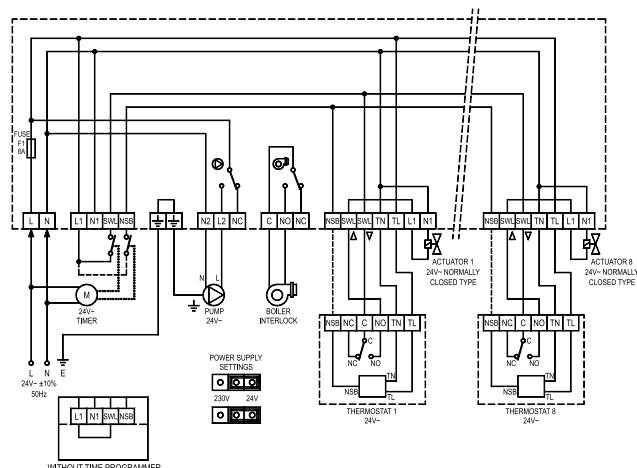 FUSE
F1
8A
L N L1 N1 SWL NSB N2 L2 NC C NO NC NSB SWL SWL TN TL L1 N1 NSB SWL SWL TN TL L1 N1
M
24V~
TIMER
N L
PUMP
24V~
BOILER
INTERLOCK
ACTUATOR 1
24V~ NORMALLY
CLOSED TYPE
ACTUATOR 8
24V~ NORMALLY
CLOSED TYPE
NSB NC C NO TN TL
C
NC NO
TN
NSB
TL
THERMOSTAT 1
24V~
NSB NC C NO TN TL
C
NC NO
TN
NSB
TL
THERMOSTAT 8
24V~
L N E
24V~ ±10%
50Hz
POWER SUPPLY
SETTINGS
230V 24V
L1 N1 SWL NSB
WITHOUT TIME PROGRAMMER